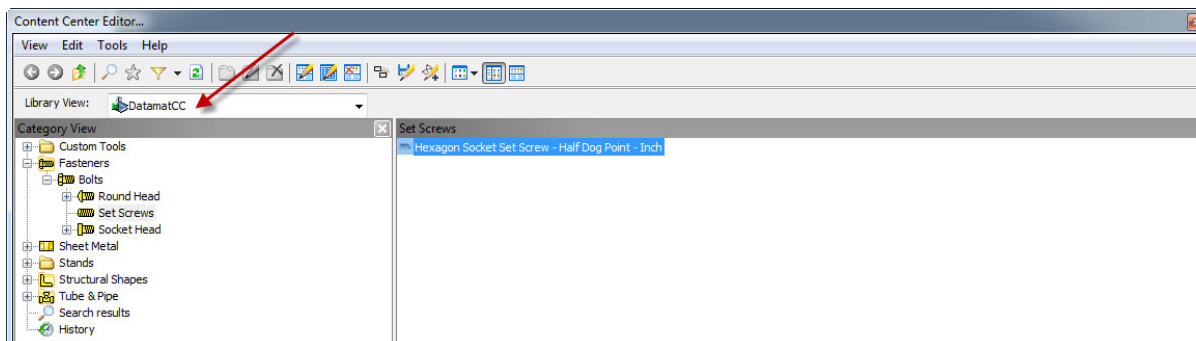 Content Center Editor...
View Edit Tools Help
Library View: DatamatCC
Category View
Custom Tools
Fasteners
Bolts
Round Head
Set Screws
Socket Head
Sheet Metal
Stands
Structural Shapes
Tube & Pipe
Search results
History
Set Screws
Hexagon Socket Set Screw - Half Dog Point - Inch